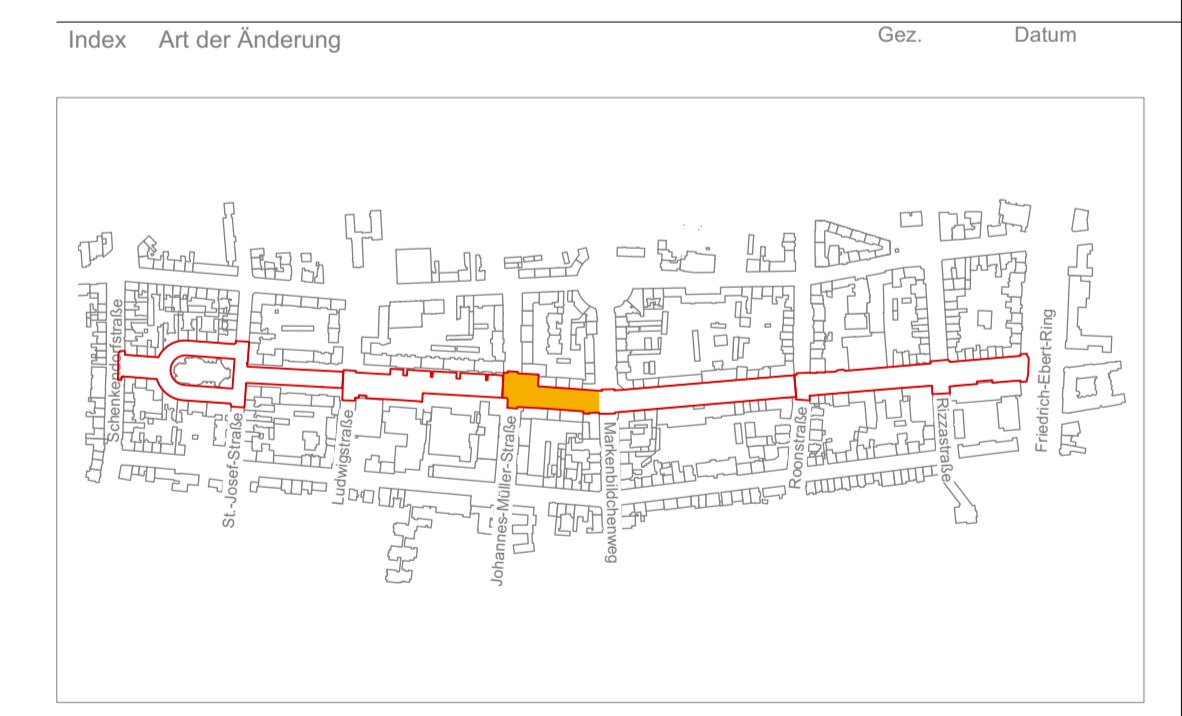 Index Art der Änderung Gez. Datum
Schenkendorfstraße
St.-Josef-Straße
Ludwigstraße
Johannes-Müller-Straße
Markenbildchenweg
Roonstraße
Rizzastraße
Friedrich-Ebert-Ring